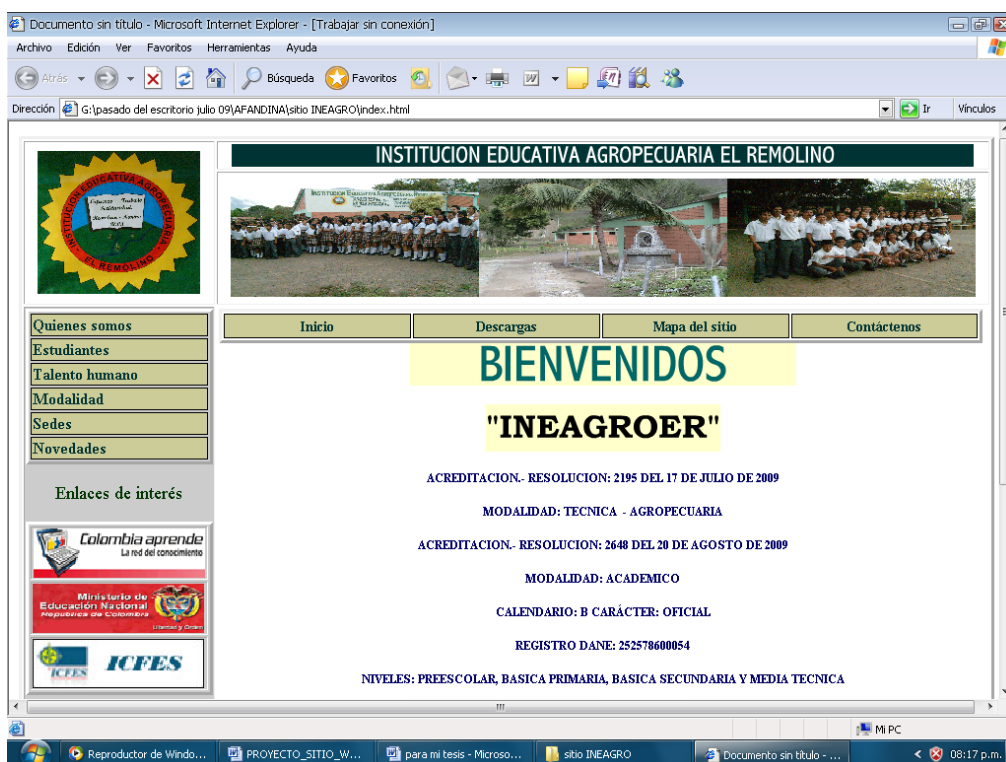 Documento sin título - Microsoft Internet Explorer - [Trabajar sin conexión]
Archivo Edición Ver Favoritos Herramientas Ayuda
Atrás Búsqueda Favoritos
Dirección G:\pasado del escritorio julio 09\AFANDINA\sitio INEAGRO\index.html Ir Vínculos
INSTITUCION EDUCATIVA AGROPECUARIA EL REMOLINO
INSTITUCION EDUCATIVA AGROPECUARIA
EL REMOLINO
Quienes somos
Estudiantes
Talento humano
Modalidad
Sedes
Novedades
Enlaces de interés
Colombia aprende
La red del conocimiento
Ministerio de
Educación Nacional
República de Colombia
Libertad y Orden
ICFES ICFES
Inicio Descargas Mapa del sitio Contáctenos
BIENVENIDOS
"INEAGROER"
ACREDITACION.- RESOLUCION: 2195 DEL 17 DE JULIO DE 2009
MODALIDAD: TECNICA - AGROPECUARIA
ACREDITACION.- RESOLUCION: 2648 DEL 20 DE AGOSTO DE 2009
MODALIDAD: ACADEMICO
CALENDARIO: B CARÁCTER: OFICIAL
REGISTRO DANE: 252578600054
NIVELES: PREESCOLAR, BASICA PRIMARIA, BASICA SECUNDARIA Y MEDIA TECNICA
Mi PC
Reproductor de Windo... PROYECTO_SITIO_W... para mi tesis - Microso... sitio INEAGRO Documento sin título - ... 08:17 p.m.